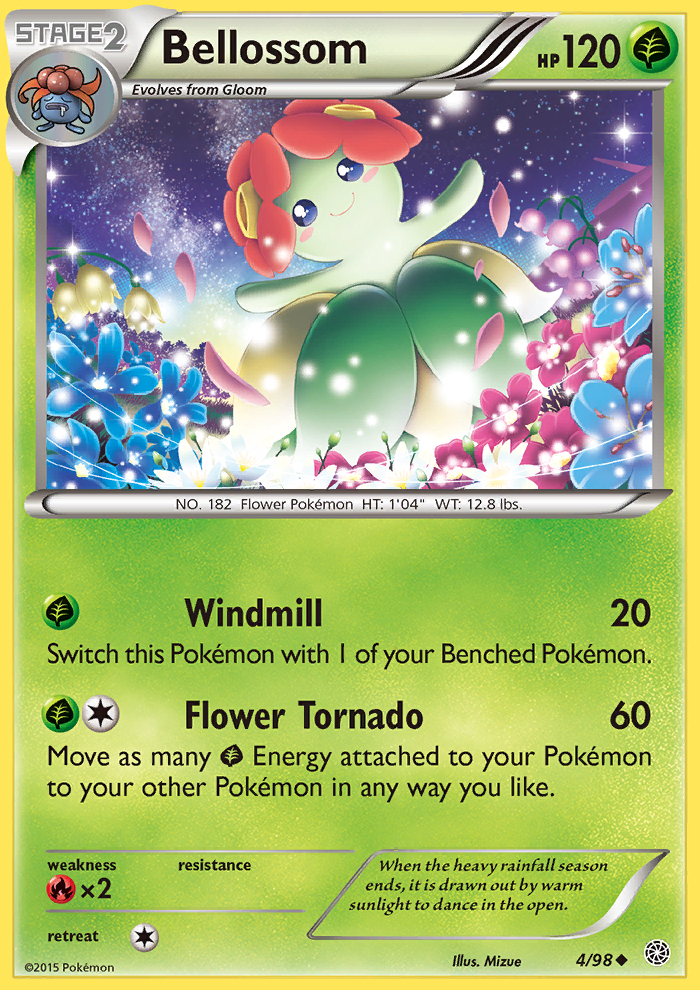 STAGE2
Bellossom
HP120
Evolves from Gloom
NO. 182 Flower Pokémon HT: 1'04" WT: 12.8 lbs.
Windmill 20
Switch this Pokémon with 1 of your Benched Pokémon.
Flower Tornado 60
Move as many Energy attached to your Pokémon
to your other Pokémon in any way you like.
weakness resistance
×2
retreat
When the heavy rainfall season
ends, it is drawn out by warm
sunlight to dance in the open.
©2015 Pokémon
Illus. Mizue 4/98